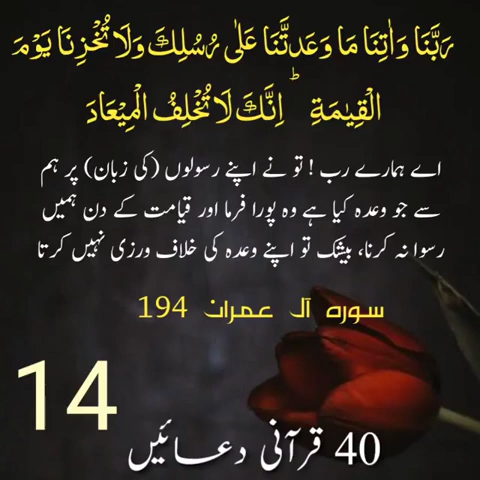 رَبَّنَا وَاٰتِنَا مَا وَعَدتَّنَا عَلٰى رُسُلِكَ وَلَا تُخْزِنَا يَوْمَ
الْقِيٰمَةِ ؕ اِنَّكَ لَا تُخْلِفُ الْمِيْعَادَ
اے ہمارے رب ! تو نے اپنے رسولوں (کی زبان) پر ہم
سے جو وعدہ کیا ہے وہ پورا فرما اور قیامت کے دن ہمیں
رسوا نہ کرنا، بیشک تو اپنے وعدہ کی خلاف ورزی نہیں کرتا
سورہ آل عمران 194
14
40 قرآنی دعائیں